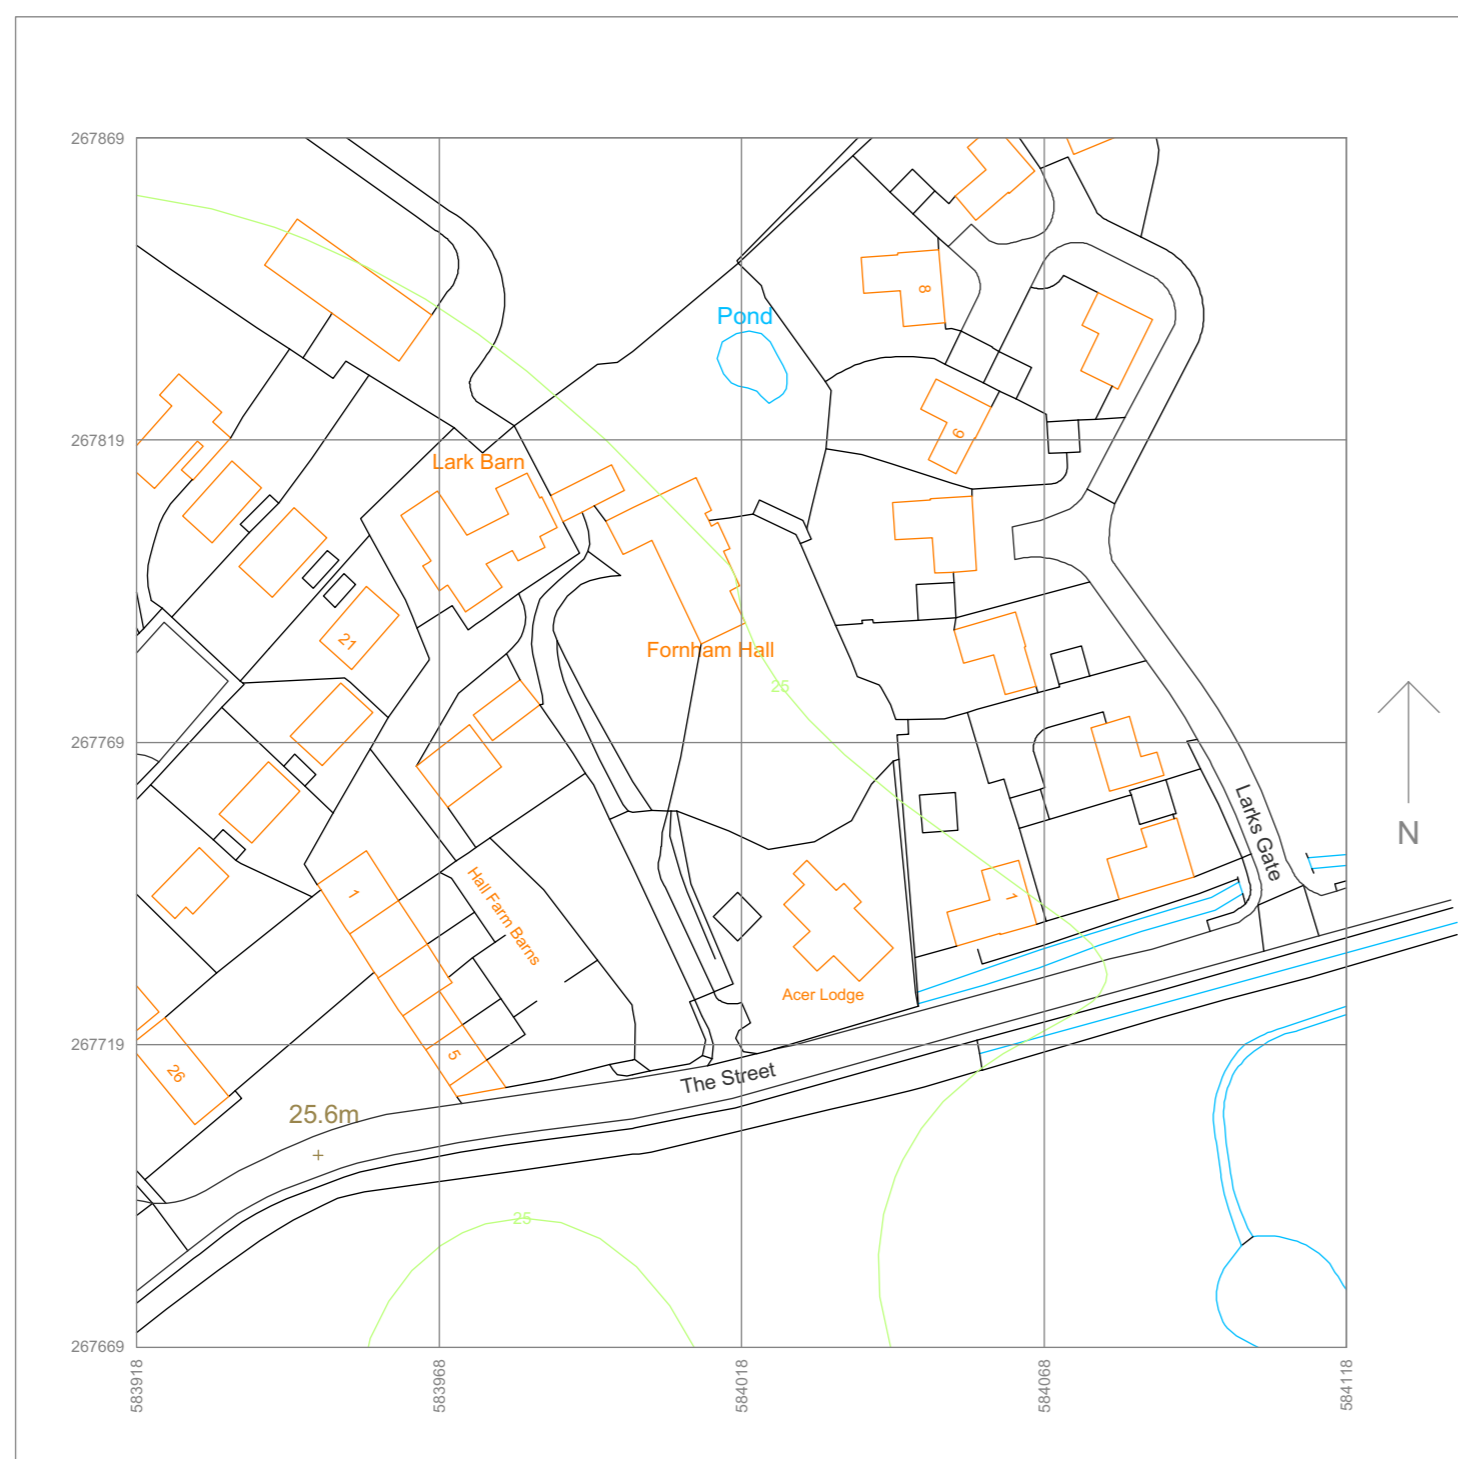 267869
8
Pond
267819
9
Lark Barn
21
Fornham Hall
25
267769
N
Larks Gate
1
Hall Farm Barns
1
Acer Lodge
267719
5
The Street
26
25.6m
25
267669
583918
583968
584018
584068
584118